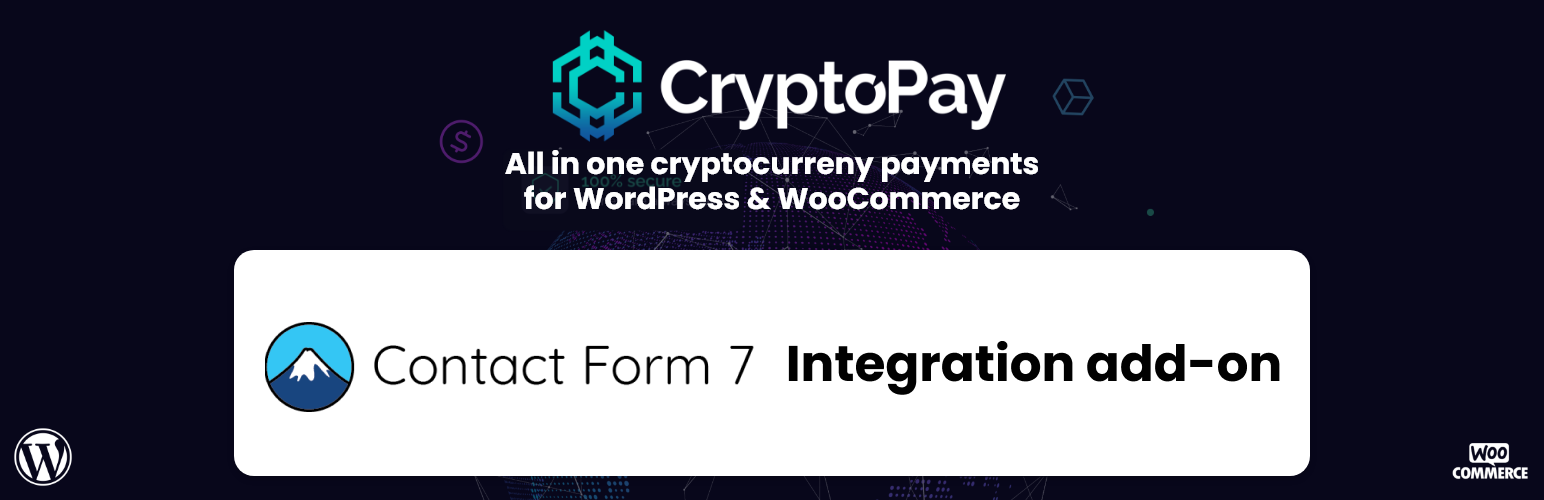 CryptoPay
All in one cryptocurreny payments
100% secure
for WordPress & WooCommerce
Contact Form 7 Integration add-on
WOO
COMMERCE